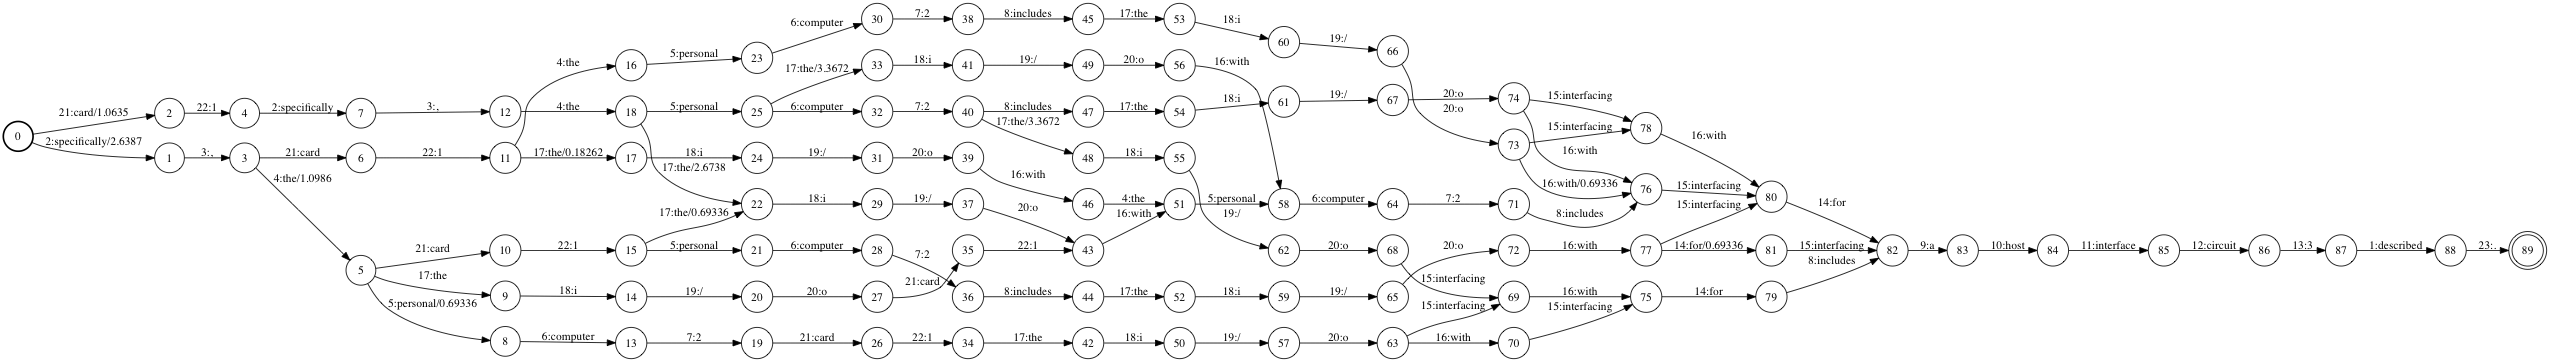 30 7:2 38 8:includes 45 17:the 53 18:i
6:computer 60 19:/ 66
4:the 16 5:personal 23 17:the/3.3672 33 18:i 41 19:/ 49 20:o 56 16:with
21:card/1.0635 2 22:1 4 2:specifically 7 3:, 12 4:the 18 5:personal 25 6:computer 32 7:2 40 8:includes 47 17:the 54 18:i 61 19:/ 67 20:o 74 15:interfacing
0 17:the/3.3672 20:o 73 15:interfacing 78 16:with
2:specifically/2.6387 1 3:, 3 21:card 6 22:1 11 17:the/0.18262 17 18:i 24 19:/ 31 20:o 39 48 18:i 55 16:with
4:the/1.0986 17:the/2.6738 16:with 16:with/0.69336 76 15:interfacing 80 14:for
17:the/0.69336 22 18:i 29 19:/ 37 20:o 46 4:the 51 5:personal 58 6:computer 64 7:2 71 8:includes 15:interfacing
16:with 19:/
21:card 10 22:1 15 5:personal 21 6:computer 28 7:2 35 22:1 43 62 20:o 68 20:o 72 16:with 77 14:for/0.69336 81 15:interfacing 82 9:a 83 10:host 84 11:interface 85 12:circuit 86 13:3 87 1:described 88 23:. 89
5 17:the 21:card 15:interfacing 8:includes
5:personal/0.69336 9 18:i 14 19:/ 20 20:o 27 36 8:includes 44 17:the 52 18:i 59 19:/ 65 15:interfacing 69 16:with 75 14:for 79
8 6:computer 13 7:2 19 21:card 26 22:1 34 17:the 42 18:i 50 19:/ 57 20:o 63 16:with 70 15:interfacing